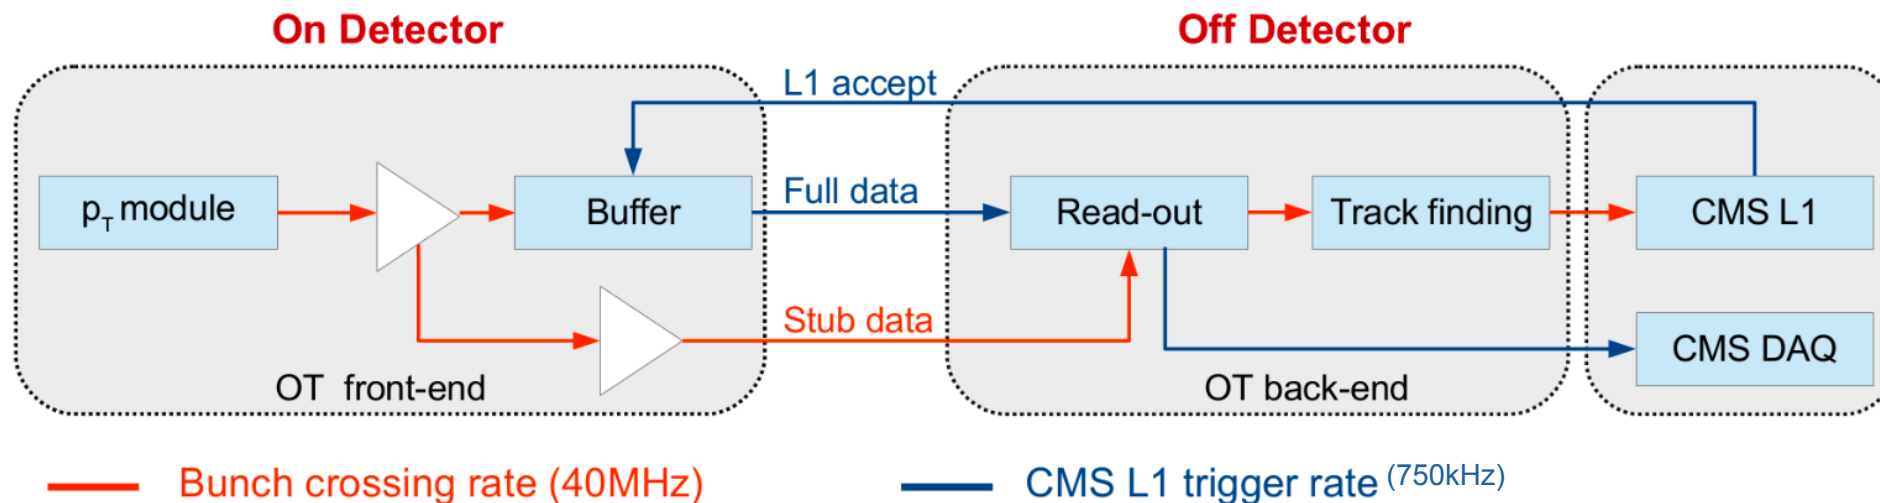 On Detector
Off Detector
L1 accept
p_T module
Buffer
Full data
Read-out
Track finding
CMS L1
Stub data
CMS DAQ
OT front-end
OT back-end
Bunch crossing rate (40MHz)
CMS L1 trigger rate (750kHz)